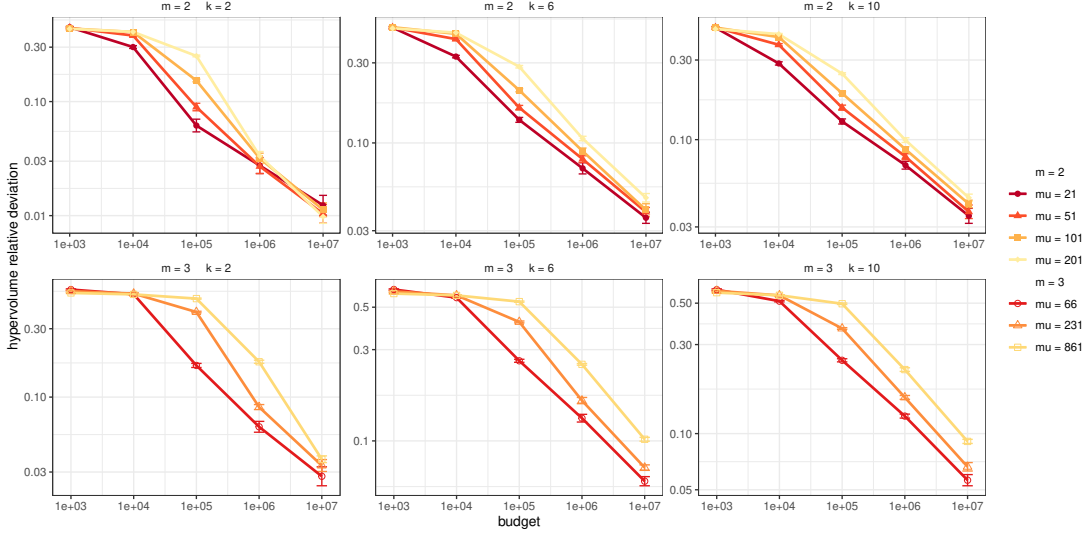 m = 2 k = 2
m = 2 k = 6
m = 2 k = 10
0.30
0.10
0.03
0.01
1e+03 1e+04 1e+05 1e+06 1e+07
0.30
0.10
0.03
1e+03 1e+04 1e+05 1e+06 1e+07
0.30
0.10
0.03
1e+03 1e+04 1e+05 1e+06 1e+07
m = 3 k = 2
m = 3 k = 6
m = 3 k = 10
0.30
0.10
0.03
1e+03 1e+04 1e+05 1e+06 1e+07
0.5
0.3
0.1
1e+03 1e+04 1e+05 1e+06 1e+07
0.50
0.30
0.10
0.05
1e+03 1e+04 1e+05 1e+06 1e+07
hypervolume relative deviation
budget
m = 2
mu = 21
mu = 51
mu = 101
mu = 201
m = 3
mu = 66
mu = 231
mu = 861